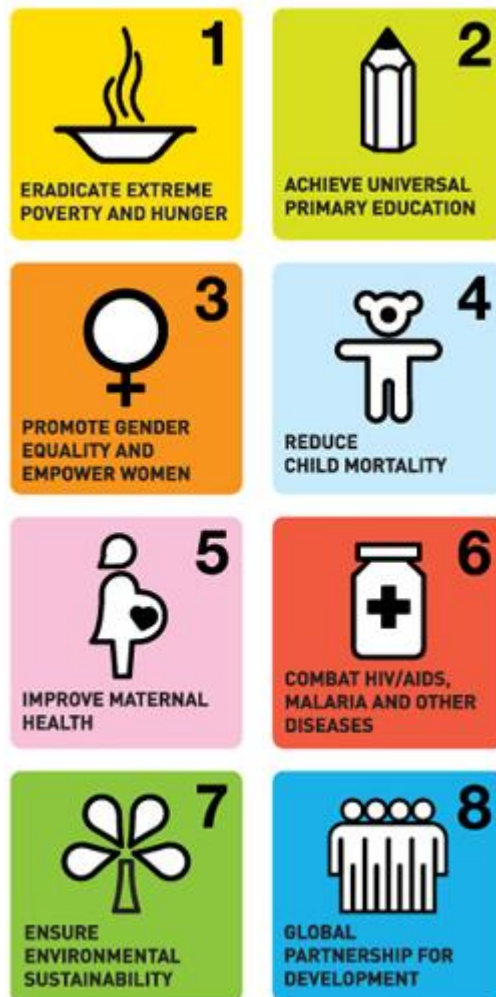 1
ERADICATE EXTREME
POVERTY AND HUNGER
2
ACHIEVE UNIVERSAL
PRIMARY EDUCATION
3
PROMOTE GENDER
EQUALITY AND
EMPOWER WOMEN
4
REDUCE
CHILD MORTALITY
5
IMPROVE MATERNAL
HEALTH
6
COMBAT HIV/AIDS,
MALARIA AND OTHER
DISEASES
7
ENSURE
ENVIRONMENTAL
SUSTAINABILITY
8
GLOBAL
PARTNERSHIP FOR
DEVELOPMENT